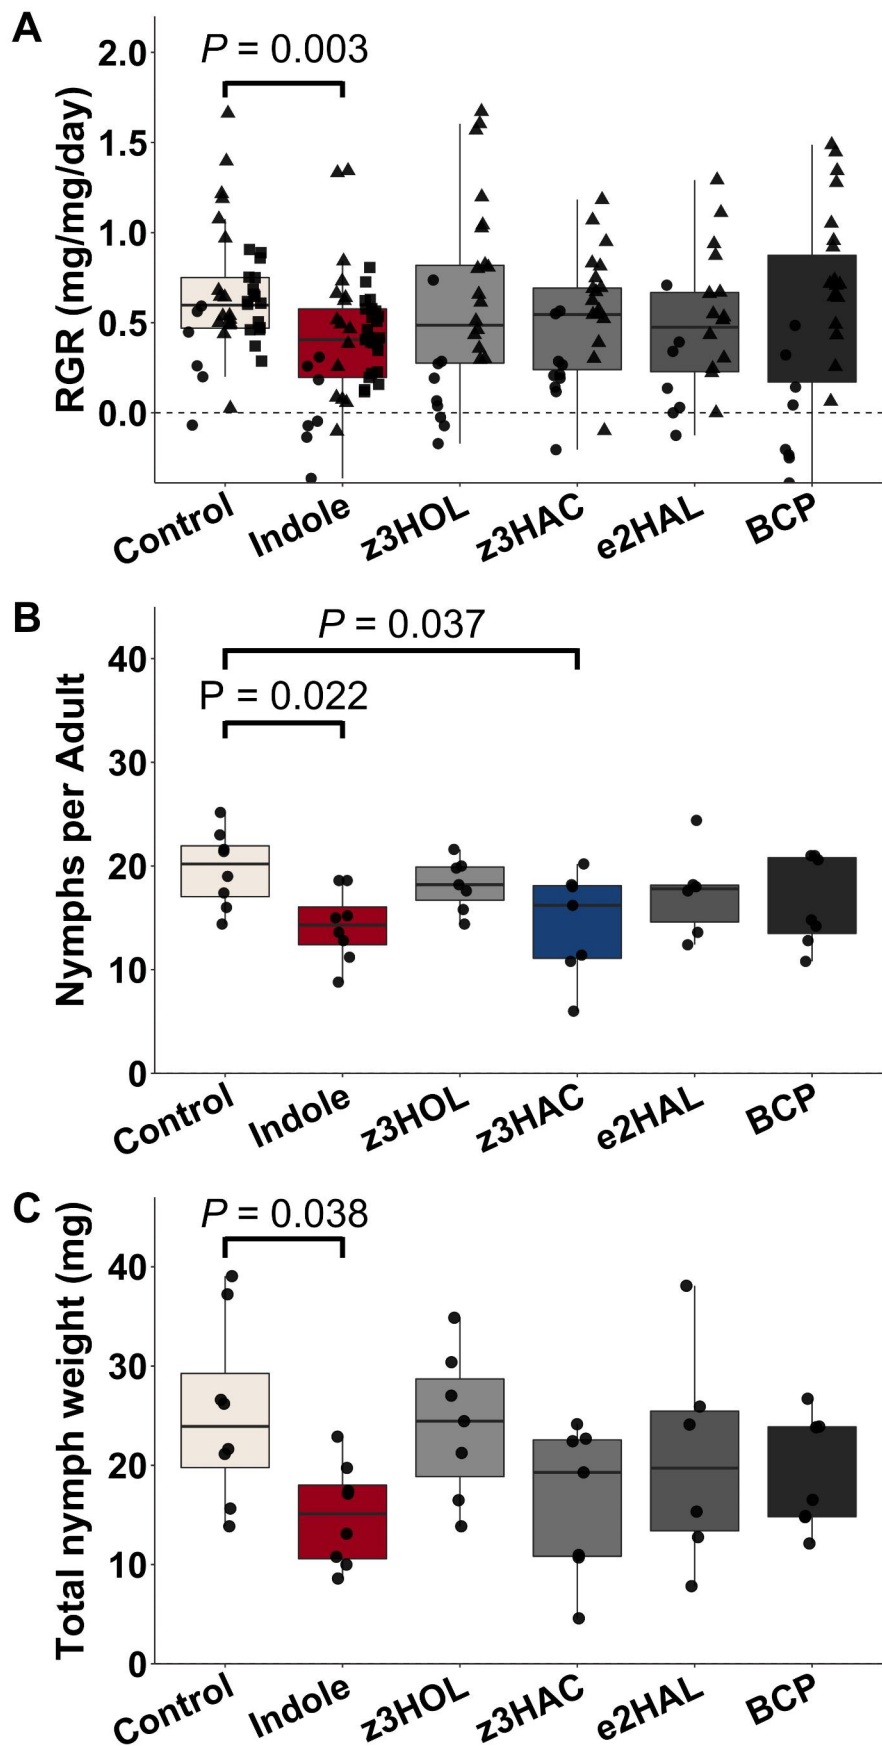 A
P = 0.003
RGR (mg/mg/day)
2.0
1.5
1.0
0.5
0.0
Control
Indole
z3HOL
z3HAC
e2HAL
BCP
B
P = 0.037
P = 0.022
Nymphs per Adult
40
30
20
10
0
Control
Indole
z3HOL
z3HAC
e2HAL
BCP
C
P = 0.038
Total nymph weight (mg)
40
30
20
10
0
Control
Indole
z3HOL
z3HAC
e2HAL
BCP